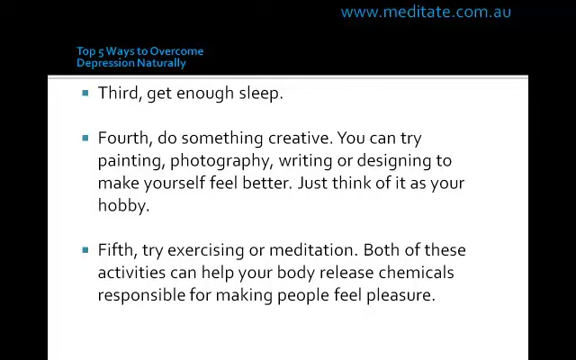 www.meditate.com.au
Top 5 Ways to Overcome
Depression Naturally
Third, get enough sleep.
Fourth, do something creative. You can try
painting, photography, writing or designing to
make yourself feel better. Just think of it as your
hobby.
Fifth, try exercising or meditation. Both of these
activities can help your body release chemicals
responsible for making people feel pleasure.